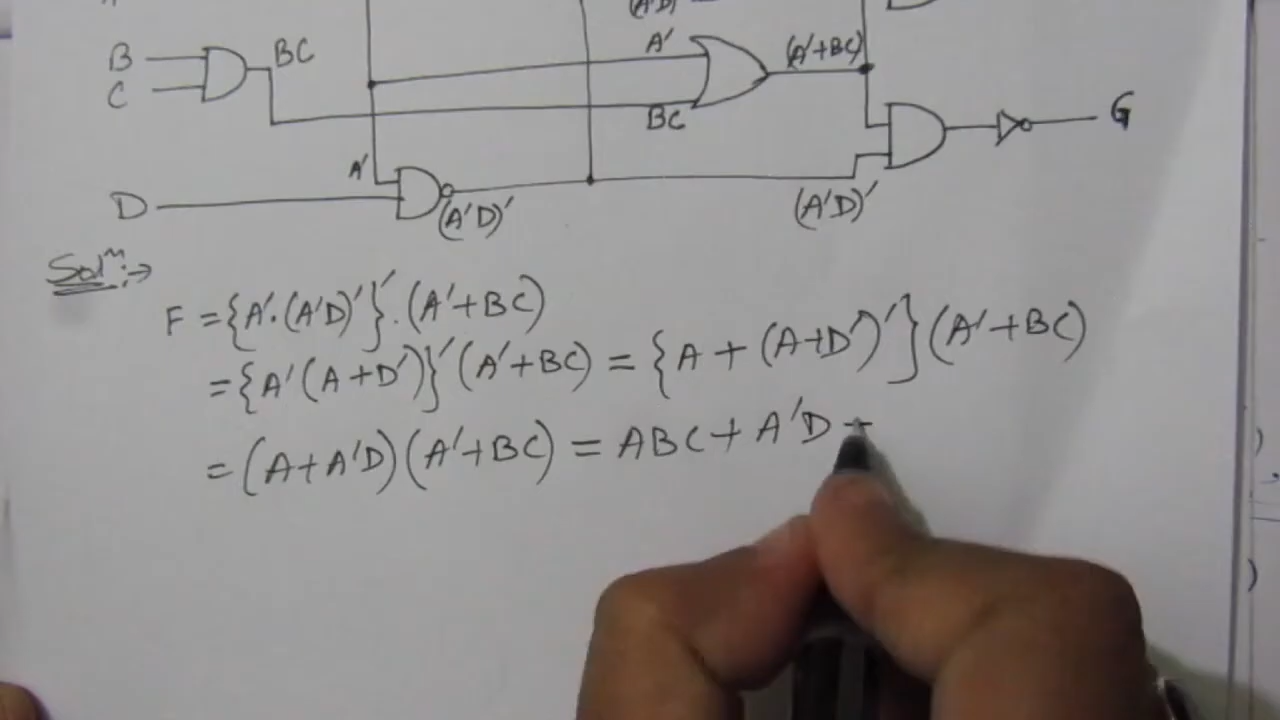 (A'D)
B
BC
A'
(A'+BC)
C
BC
G
A'
D
(A'D)'
(A'D)'
Solⁿ:→
F = {A'·(A'D)'}'·(A'+BC)
= {A'(A+D')}'(A'+BC) = {A + (A+D')'}(A'+BC)
= (A+A'D)(A'+BC) = ABC + A'D +